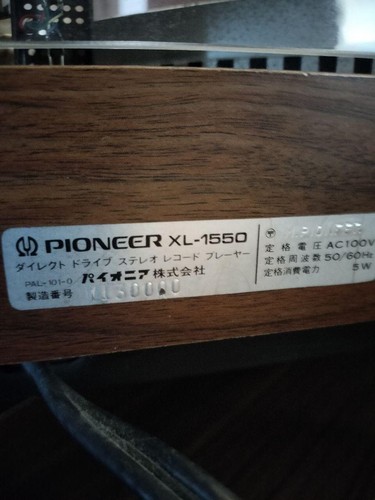 PIONEER XL-1550
ダイレクト ドライブ ステレオ レコード プレーヤー
PAL-101-0 パイオニア株式会社
製造番号
定格電圧 AC100V
定格周波数 50/60Hz
定格消費電力 5W